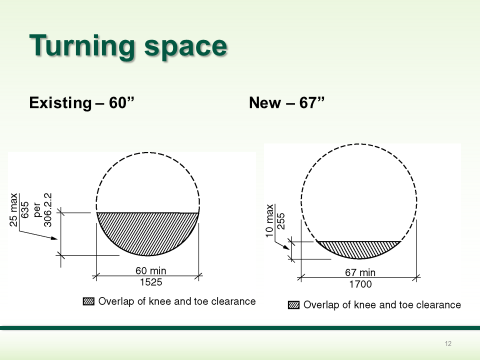 Turning space
Existing – 60”
New – 67”
25 max
635
per
306.2.2
60 min
1525
Overlap of knee and toe clearance
10 max
255
67 min
1700
Overlap of knee and toe clearance
12